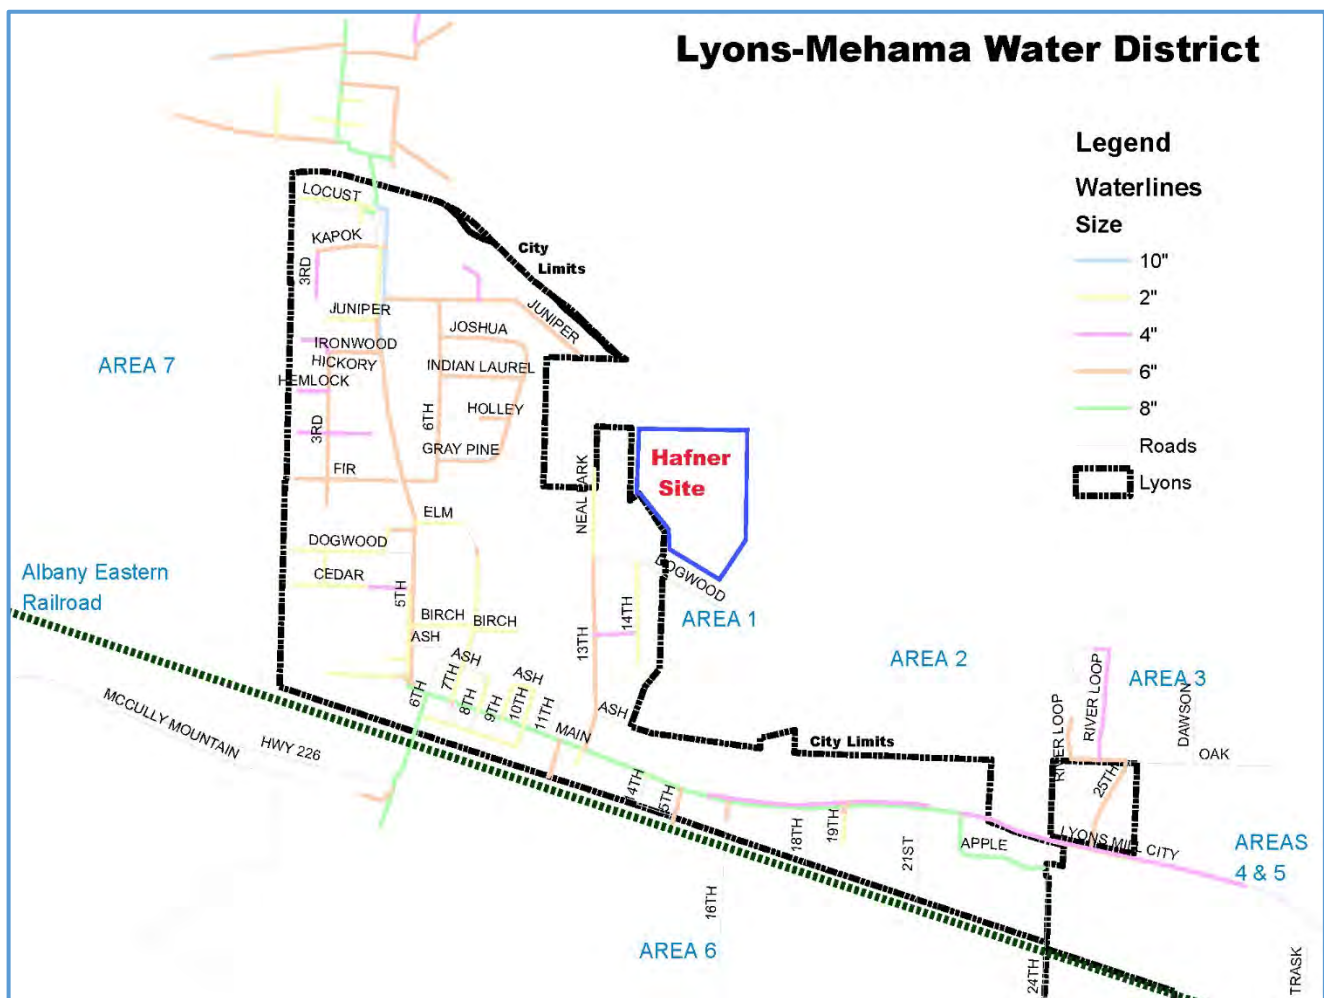 Lyons-Mehama Water District
Legend
Waterlines
Size
10"
2"
4"
6"
8"
Roads
Lyons
LOCUST
KAPOK
3RD
City
Limits
JUNIPER
JUNIPER
JOSHUA
IRONWOOD
HICKORY
INDIAN LAUREL
HEMLOCK
AREA 7
HOLLEY
6TH
3RD
GRAY PINE
FIR
Hafner
Site
NEAL PARK
ELM
DOGWOOD
DOGWOOD
CEDAR
5TH
Albany Eastern
Railroad
BIRCH
BIRCH
ASH
14TH
AREA 1
13TH
AREA 2
ASH
7TH
ASH
6TH
8TH
9TH
10TH
11TH
ASH
MAIN
RIVER LOOP
RIVER LOOP
AREA 3
DAWSON
OAK
City Limits
MCCULLY MOUNTAIN
HWY 226
14TH
15TH
25TH
18TH
19TH
21ST
APPLE
LYONS MILL CITY
AREAS
4 & 5
16TH
AREA 6
24TH
TRASK